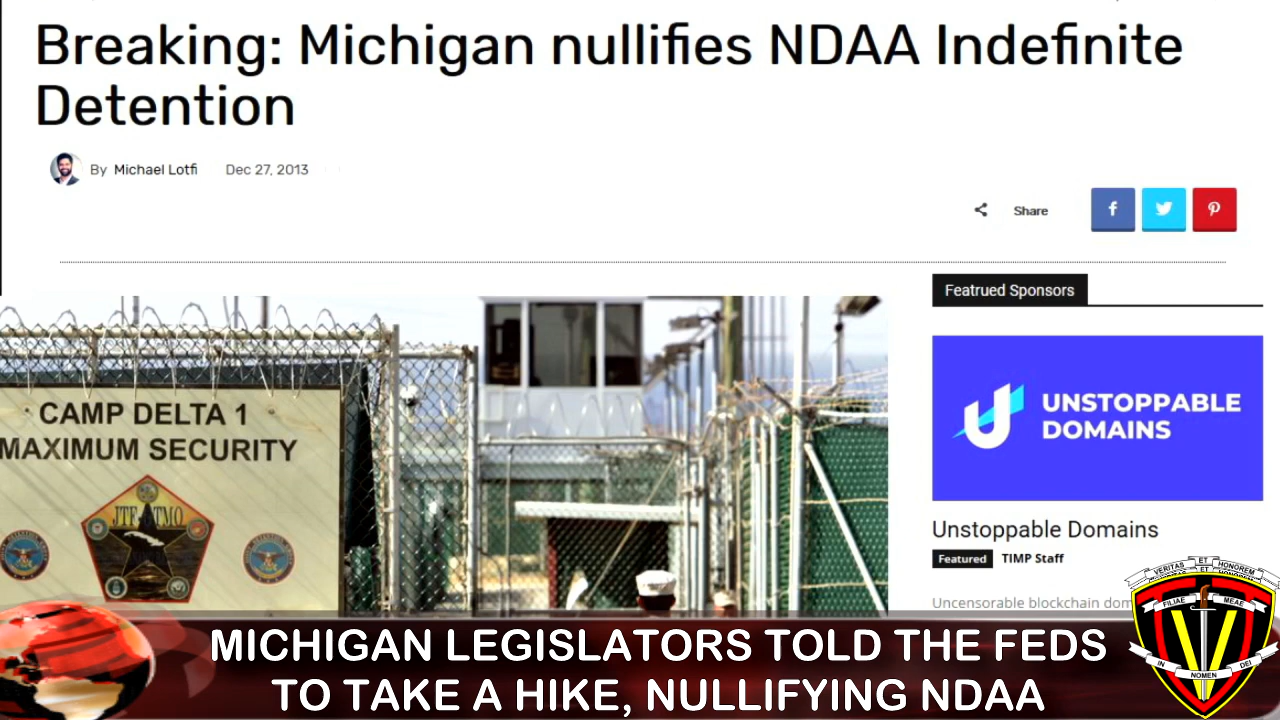 Breaking: Michigan nullifies NDAA Indefinite
Detention
By Michael Lotfi Dec 27, 2013
Share
Featrued Sponsors
UNSTOPPABLE
DOMAINS
Unstoppable Domains
Featured TIMP Staff
Uncensorable blockchain dom
CAMP DELTA 1
MAXIMUM SECURITY
JTF GTMO
VERITAS ET HONOREM
FILIAE MEAE
IN NOMEN DEI
MICHIGAN LEGISLATORS TOLD THE FEDS
TO TAKE A HIKE, NULLIFYING NDAA